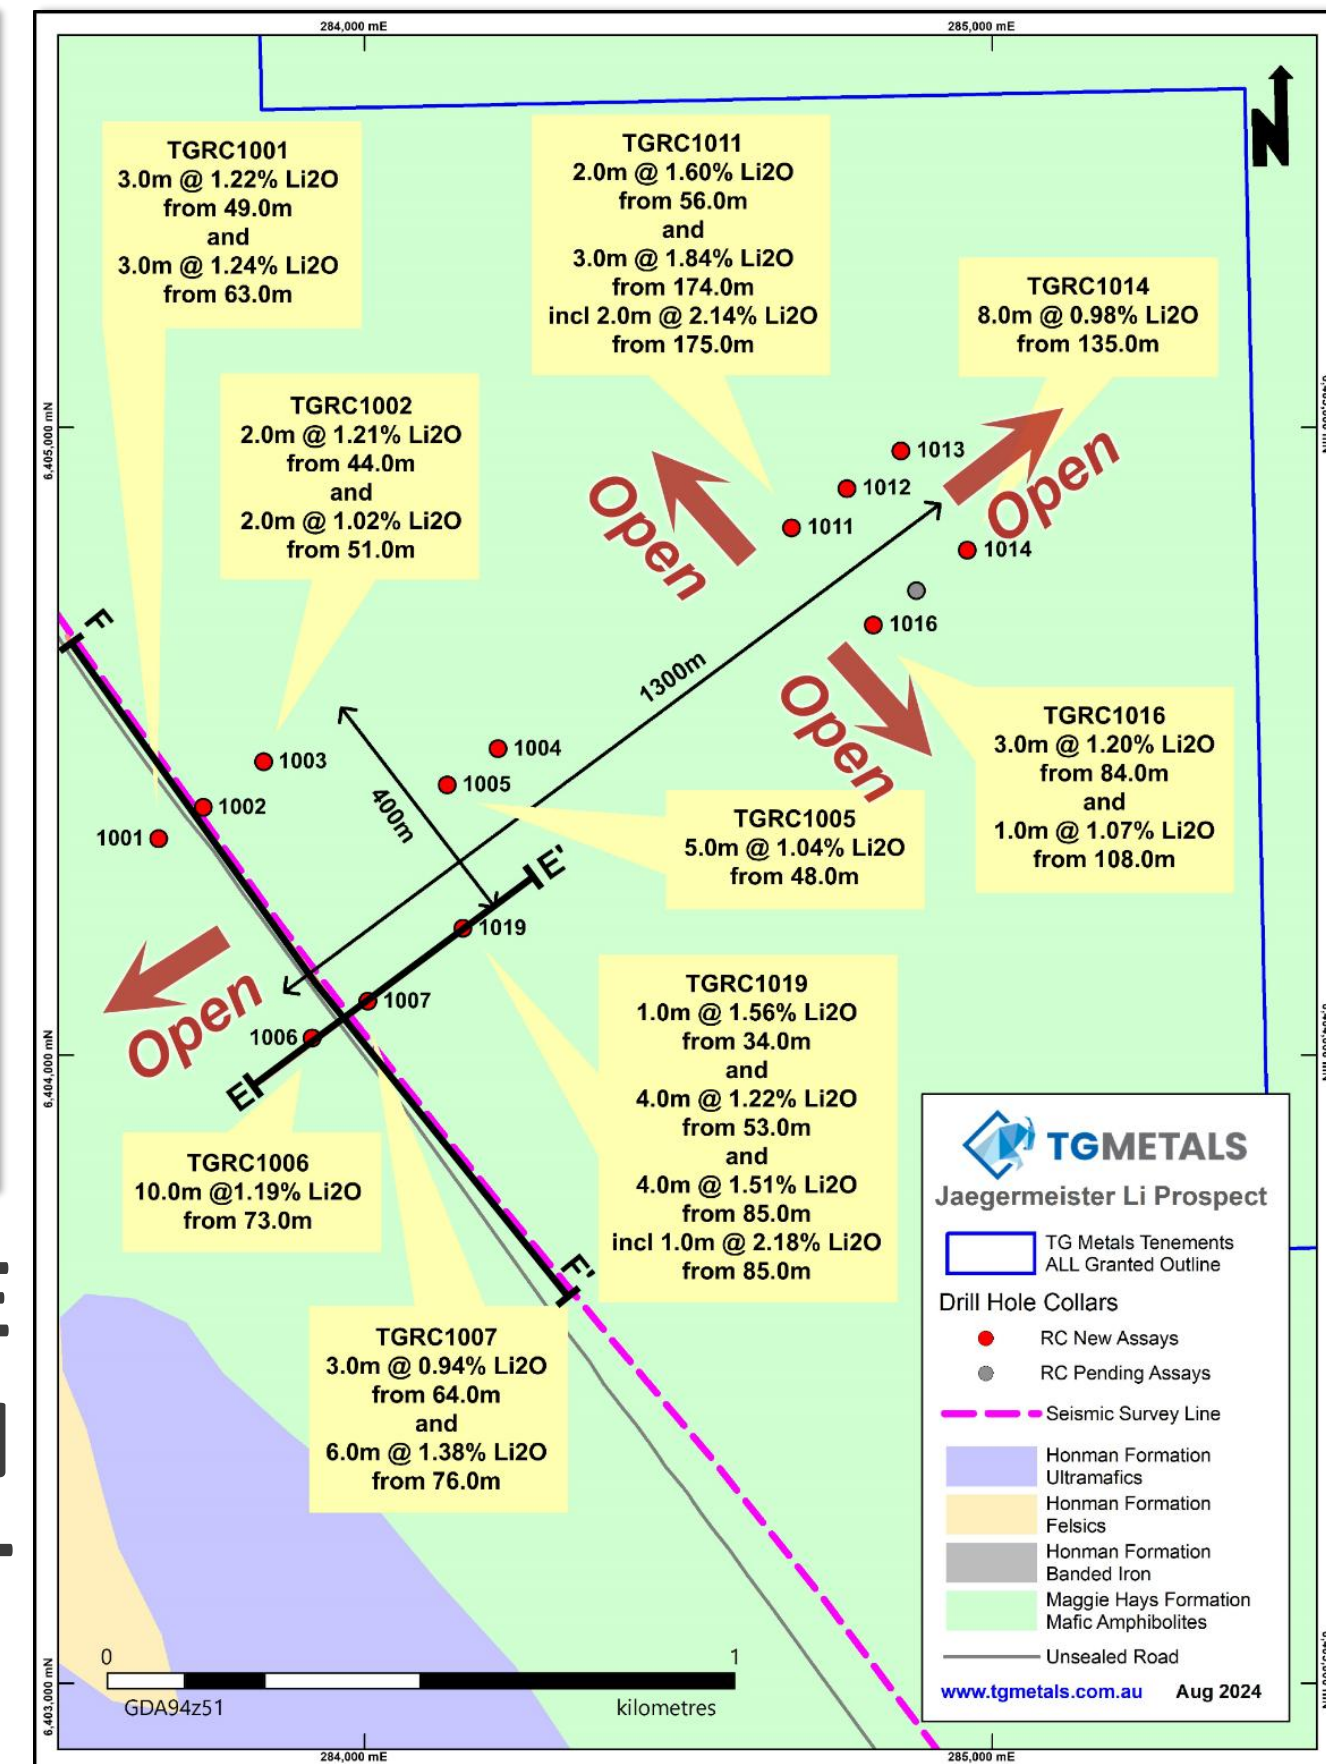 284,000 mE
285,000 mE
N
TGRC1001
3.0m @ 1.22% Li2O
from 49.0m
and
3.0m @ 1.24% Li2O
from 63.0m
TGRC1011
2.0m @ 1.60% Li2O
from 56.0m
and
3.0m @ 1.84% Li2O
from 174.0m
incl 2.0m @ 2.14% Li2O
from 175.0m
TGRC1014
8.0m @ 0.98% Li2O
from 135.0m
TGRC1002
2.0m @ 1.21% Li2O
from 44.0m
and
2.0m @ 1.02% Li2O
from 51.0m
6,405,000 mN
1013
1012
1011
1014
1016
Open
Open
Open
1300m
F
1003
1002
1001
1004
1005
400m
TGRC1016
3.0m @ 1.20% Li2O
from 84.0m
and
1.0m @ 1.07% Li2O
from 108.0m
TGRC1005
5.0m @ 1.04% Li2O
from 48.0m
E'
1019
1007
1006
E
Open
6,404,000 mN
TGRC1019
1.0m @ 1.56% Li2O
from 34.0m
and
4.0m @ 1.22% Li2O
from 53.0m
and
4.0m @ 1.51% Li2O
from 85.0m
incl 1.0m @ 2.18% Li2O
from 85.0m
TGRC1006
10.0m @1.19% Li2O
from 73.0m
F'
TGRC1007
3.0m @ 0.94% Li2O
from 64.0m
and
6.0m @ 1.38% Li2O
from 76.0m
TGMETALS
Jaegermeister Li Prospect
TG Metals Tenements
ALL Granted Outline
Drill Hole Collars
RC New Assays
RC Pending Assays
Seismic Survey Line
Honman Formation
Ultramafics
Honman Formation
Felsics
Honman Formation
Banded Iron
Maggie Hays Formation
Mafic Amphibolites
Unsealed Road
www.tgmetals.com.au Aug 2024
0 1
GDA94z51 kilometres
6,403,000 mN
284,000 mE
285,000 mE